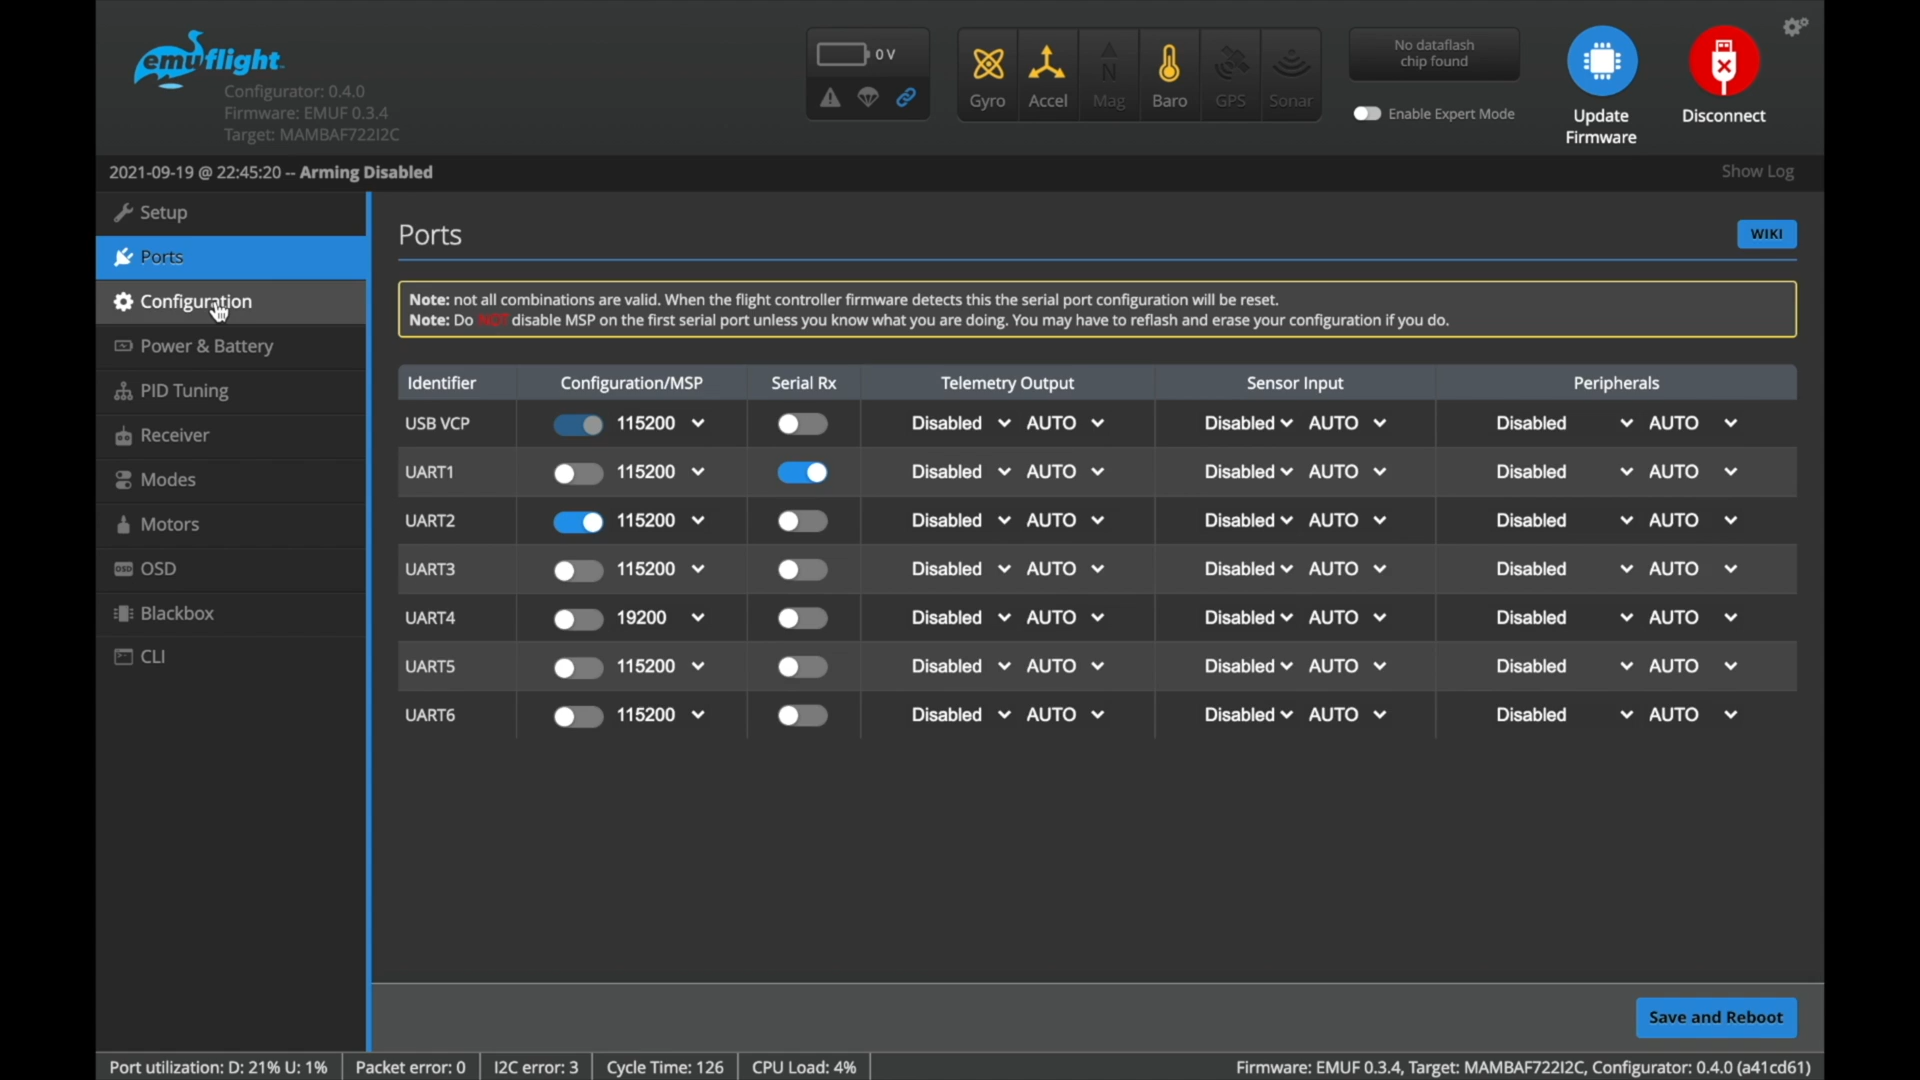 emuflight
Configurator: 0.4.0
Firmware: EMUF 0.3.4
Target: MAMBAF722I2C
0 V
Gyro
Accel
N
Mag
Baro
GPS
Sonar
No dataflash
chip found
Enable Expert Mode
Update
Firmware
Disconnect
2021-09-19 @ 22:45:20 -- Arming Disabled
Show Log
Setup
Ports
Configuration
Power & Battery
PID Tuning
Receiver
Modes
Motors
OSD OSD
Blackbox
CLI
Ports
WIKI
Note: not all combinations are valid. When the flight controller firmware detects this the serial port configuration will be reset.
Note: Do NOT disable MSP on the first serial port unless you know what you are doing. You may have to reflash and erase your configuration if you do.
Identifier Configuration/MSP Serial Rx Telemetry Output Sensor Input Peripherals
USB VCP 115200 Disabled AUTO Disabled AUTO Disabled AUTO
UART1 115200 Disabled AUTO Disabled AUTO Disabled AUTO
UART2 115200 Disabled AUTO Disabled AUTO Disabled AUTO
UART3 115200 Disabled AUTO Disabled AUTO Disabled AUTO
UART4 19200 Disabled AUTO Disabled AUTO Disabled AUTO
UART5 115200 Disabled AUTO Disabled AUTO Disabled AUTO
UART6 115200 Disabled AUTO Disabled AUTO Disabled AUTO
Save and Reboot
Port utilization: D: 21% U: 1% Packet error: 0 I2C error: 3 Cycle Time: 126 CPU Load: 4% Firmware: EMUF 0.3.4, Target: MAMBAF722I2C, Configurator: 0.4.0 (a41cd61)